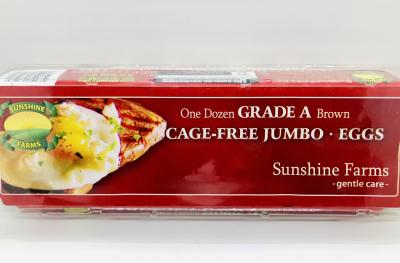 SUNSHINE
FARMS
One Dozen GRADE A Brown
CAGE-FREE JUMBO · EGGS
Sunshine Farms
- gentle care -